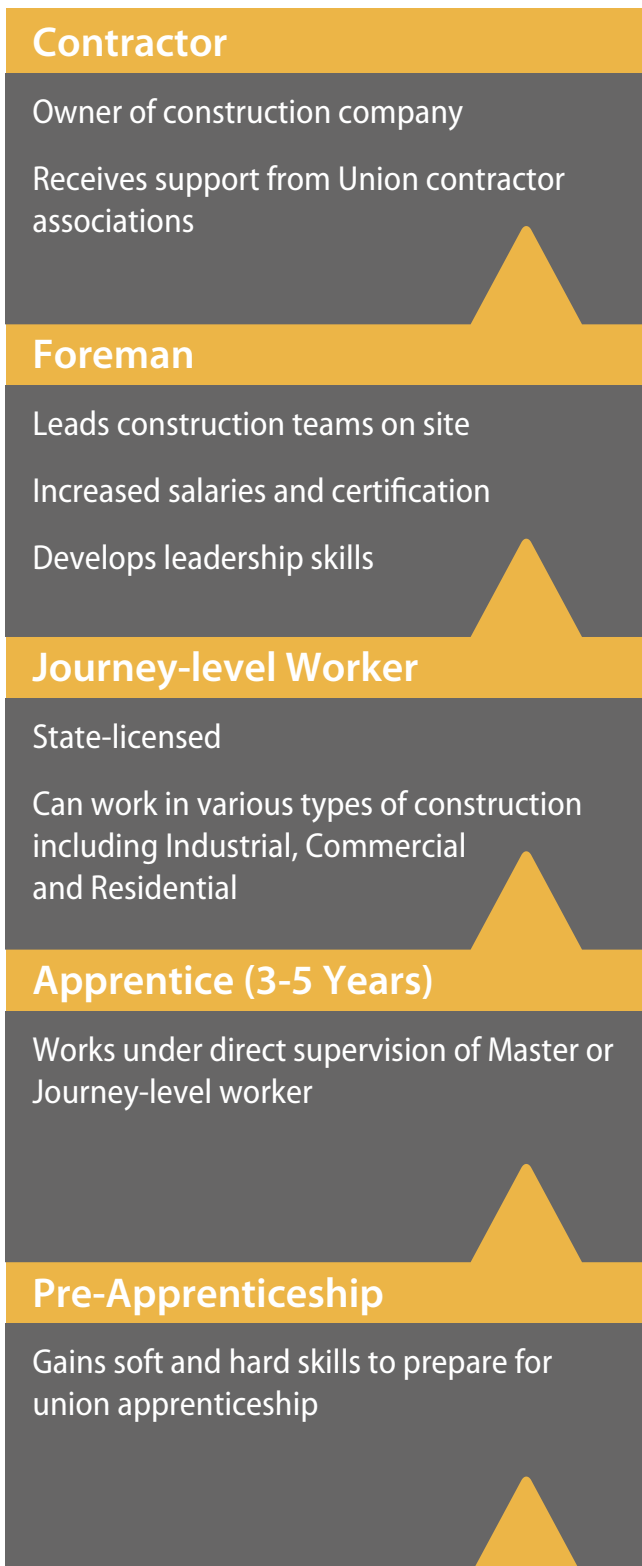 Contractor
Owner of construction company
Receives support from Union contractor
associations
Foreman
Leads construction teams on site
Increased salaries and certification
Develops leadership skills
Journey-level Worker
State-licensed
Can work in various types of construction
including Industrial, Commercial
and Residential
Apprentice (3-5 Years)
Works under direct supervision of Master or
Journey-level worker
Pre-Apprenticeship
Gains soft and hard skills to prepare for
union apprenticeship